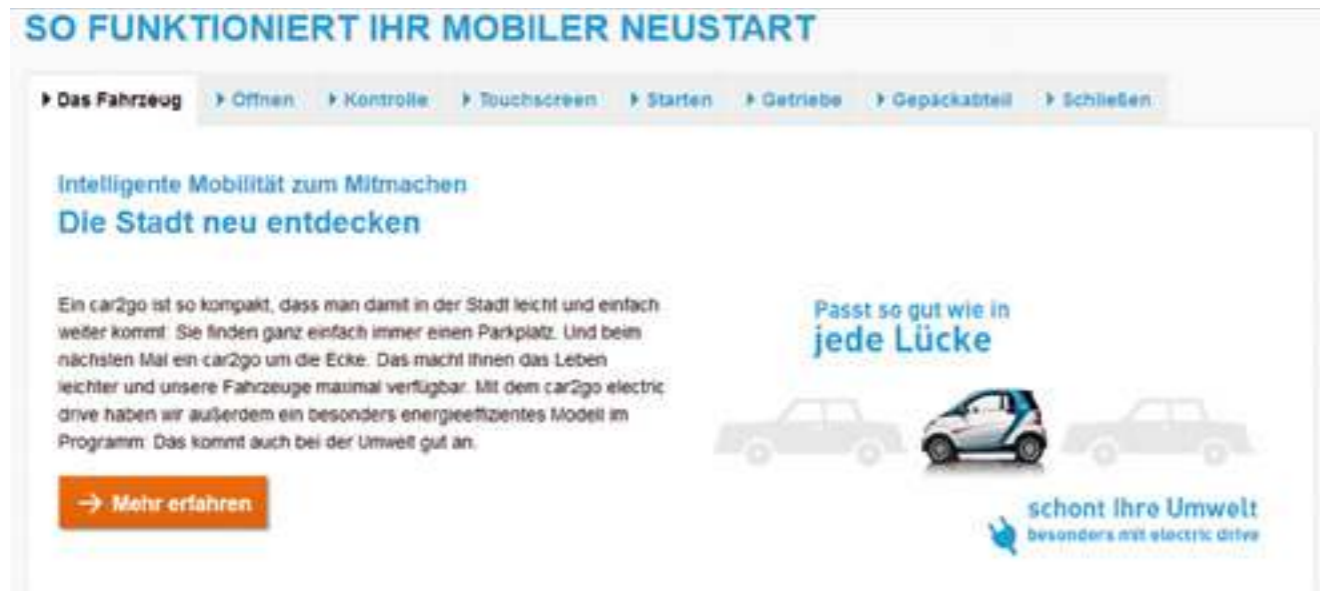 SO FUNKTIONIERT IHR MOBILER NEUSTART
Das Fahrzeug Öffnen Kontrolle Touchscreen Starten Getriebe Gepäckabteil Schließen
Intelligente Mobilität zum Mitmachen
Die Stadt neu entdecken
Ein car2go ist so kompakt, dass man damit in der Stadt leicht und einfach
weiter kommt. Sie finden ganz einfach immer einen Parkplatz. Und beim
nächsten Mal ein car2go um die Ecke. Das macht Ihnen das Leben
leichter und unsere Fahrzeuge maximal verfügbar. Mit dem car2go electric
drive haben wir außerdem ein besonders energieeffizientes Modell im
Programm. Das kommt auch bei der Umwelt gut an.
Mehr erfahren
Passt so gut wie in
jede Lücke
schont Ihre Umwelt
besonders mit electric drive